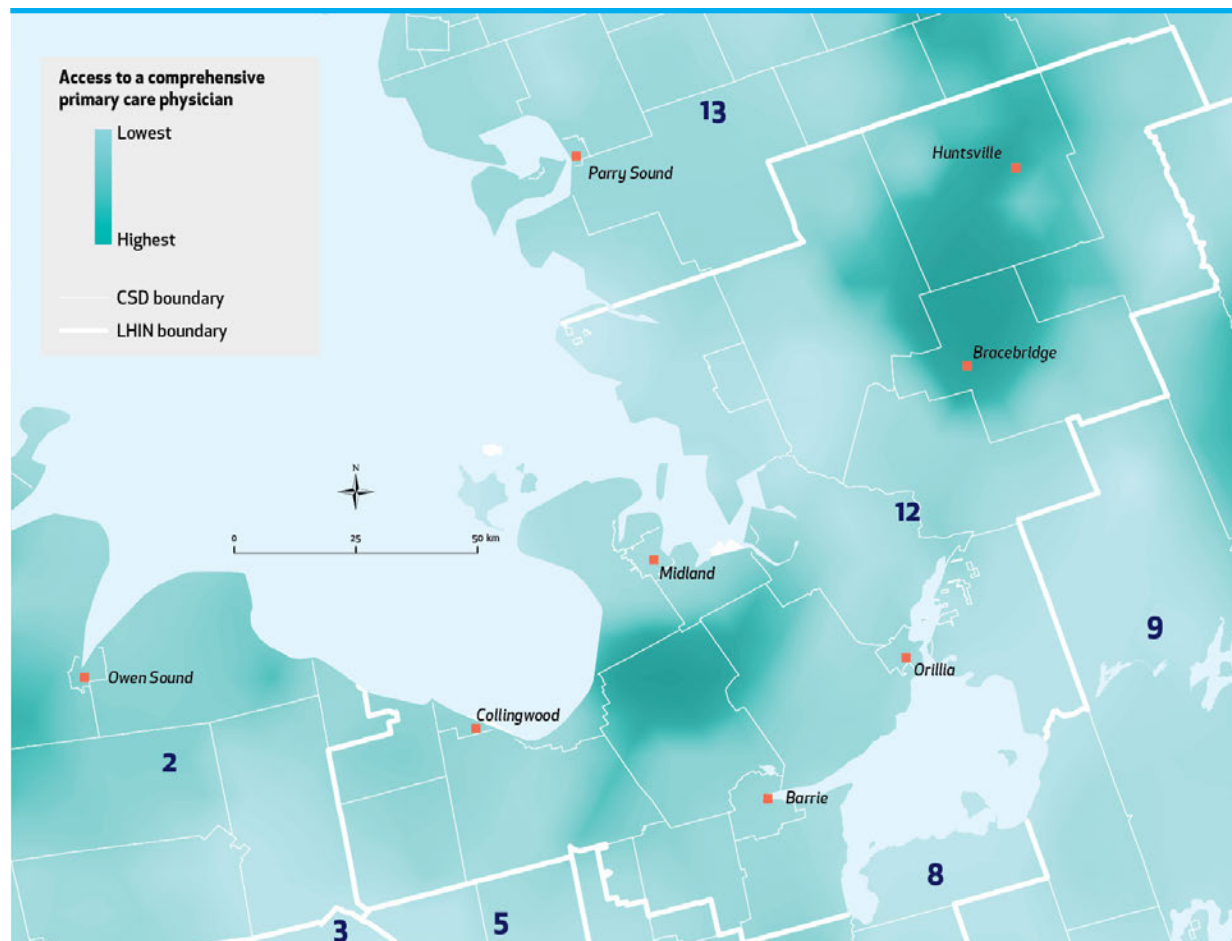 Access to a comprehensive
primary care physician
Lowest
Highest
CSD boundary
LHIN boundary
13
Huntsville
Parry Sound
Bracebridge
N
0 25 50 km
12
Midland
9
Orillia
Owen Sound
Collingwood
2
Barrie
8
3
5